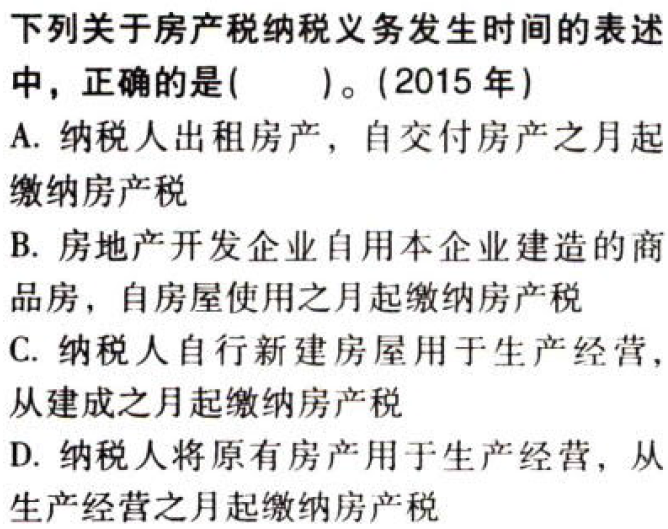 下列关于房产税纳税义务发生时间的表述
中，正确的是(　　)。(2015 年)
A. 纳税人出租房产，自交付房产之月起
缴纳房产税
B. 房地产开发企业自用本企业建造的商
品房，自房屋使用之月起缴纳房产税
C. 纳税人自行新建房屋用于生产经营，
从建成之月起缴纳房产税
D. 纳税人将原有房产用于生产经营，从
生产经营之月起缴纳房产税